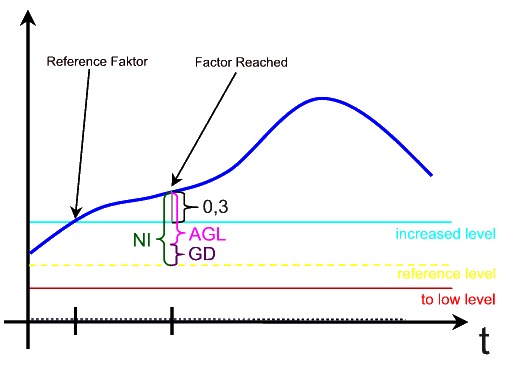 Reference Faktor
Factor Reached
0,3
NI
AGL
GD
increased level
reference level
to low level
t